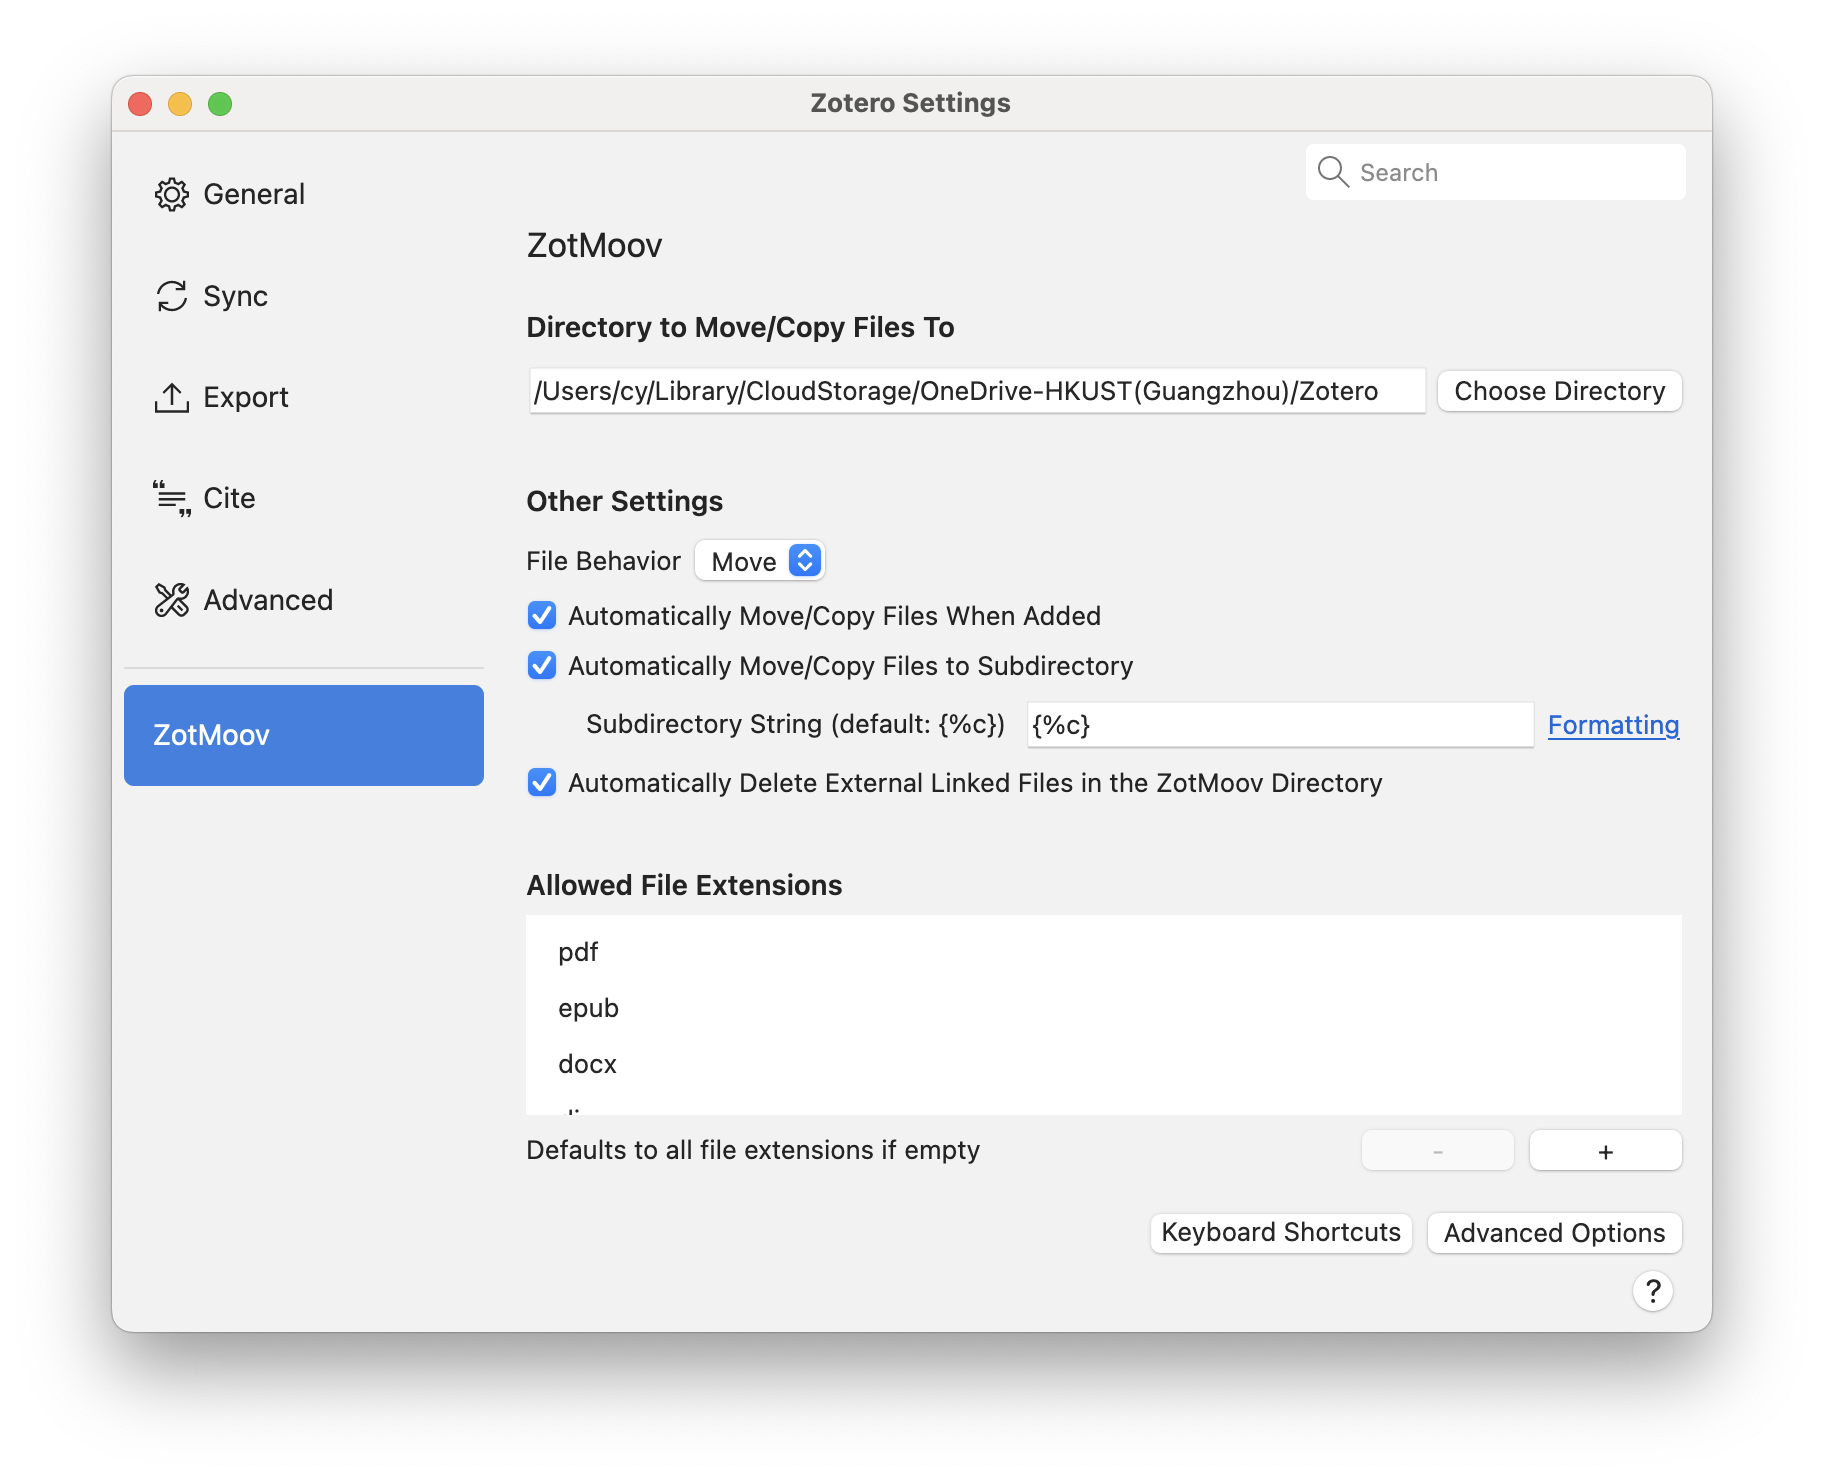 Zotero Settings
General
Sync
Export
Cite
Advanced
ZotMoov
Search
ZotMoov
Directory to Move/Copy Files To
/Users/cy/Library/CloudStorage/OneDrive-HKUST(Guangzhou)/Zotero
Choose Directory
Other Settings
File Behavior Move
Automatically Move/Copy Files When Added
Automatically Move/Copy Files to Subdirectory
Subdirectory String (default: {%c}) {%c} Formatting
Automatically Delete External Linked Files in the ZotMoov Directory
Allowed File Extensions
pdf
epub
docx
Defaults to all file extensions if empty
- +
Keyboard Shortcuts Advanced Options
?